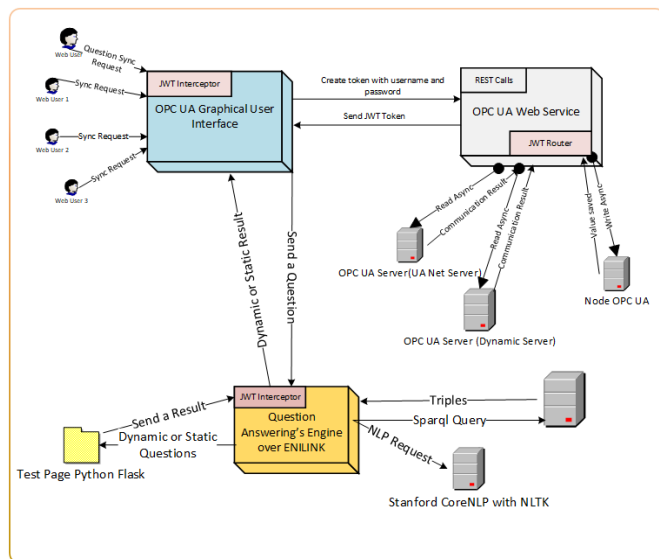 Web User
Question Sync
Request
Web User 1
Sync Request
Web User 2
Sync Request
Web User 3
Sync Request
JWT Interceptor
OPC UA Graphical User
Interface
Create token with username and
password
Send JWT Token
REST Calls
OPC UA Web Service
JWT Router
Read Async
Communication Result
Read Async
Communication Result
Value saved
Write Async
OPC UA Server(UA Net Server)
OPC UA Server (Dynamic Server)
Node OPC UA
Dynamic or Static Result
Send a Question
JWT Interceptor
Question
Answering's Engine
over ENILINK
Send a Result
Dynamic or Static
Questions
Test Page Python Flask
Triples
Sparql Query
NLP Request
Stanford CoreNLP with NLTK